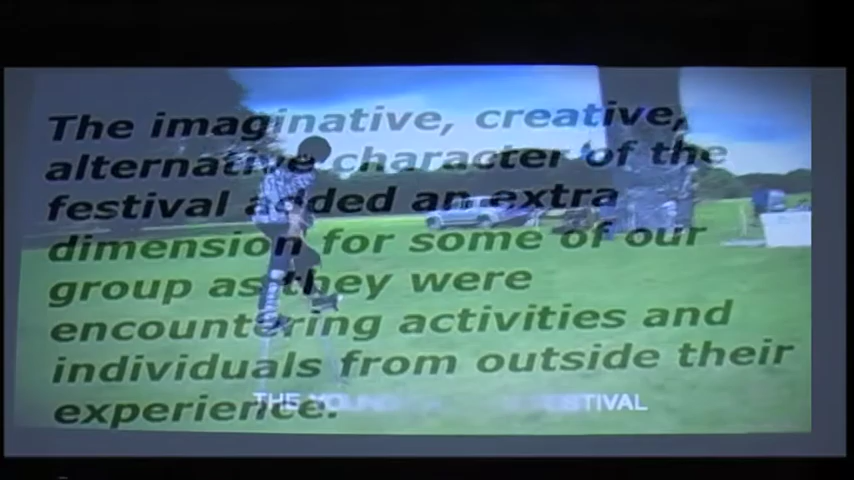 The imaginative, creative,
alternative character of the
festival added an extra
dimension for some of our
group as they were
encountering activities and
individuals from outside their
experience.
THE FESTIVAL